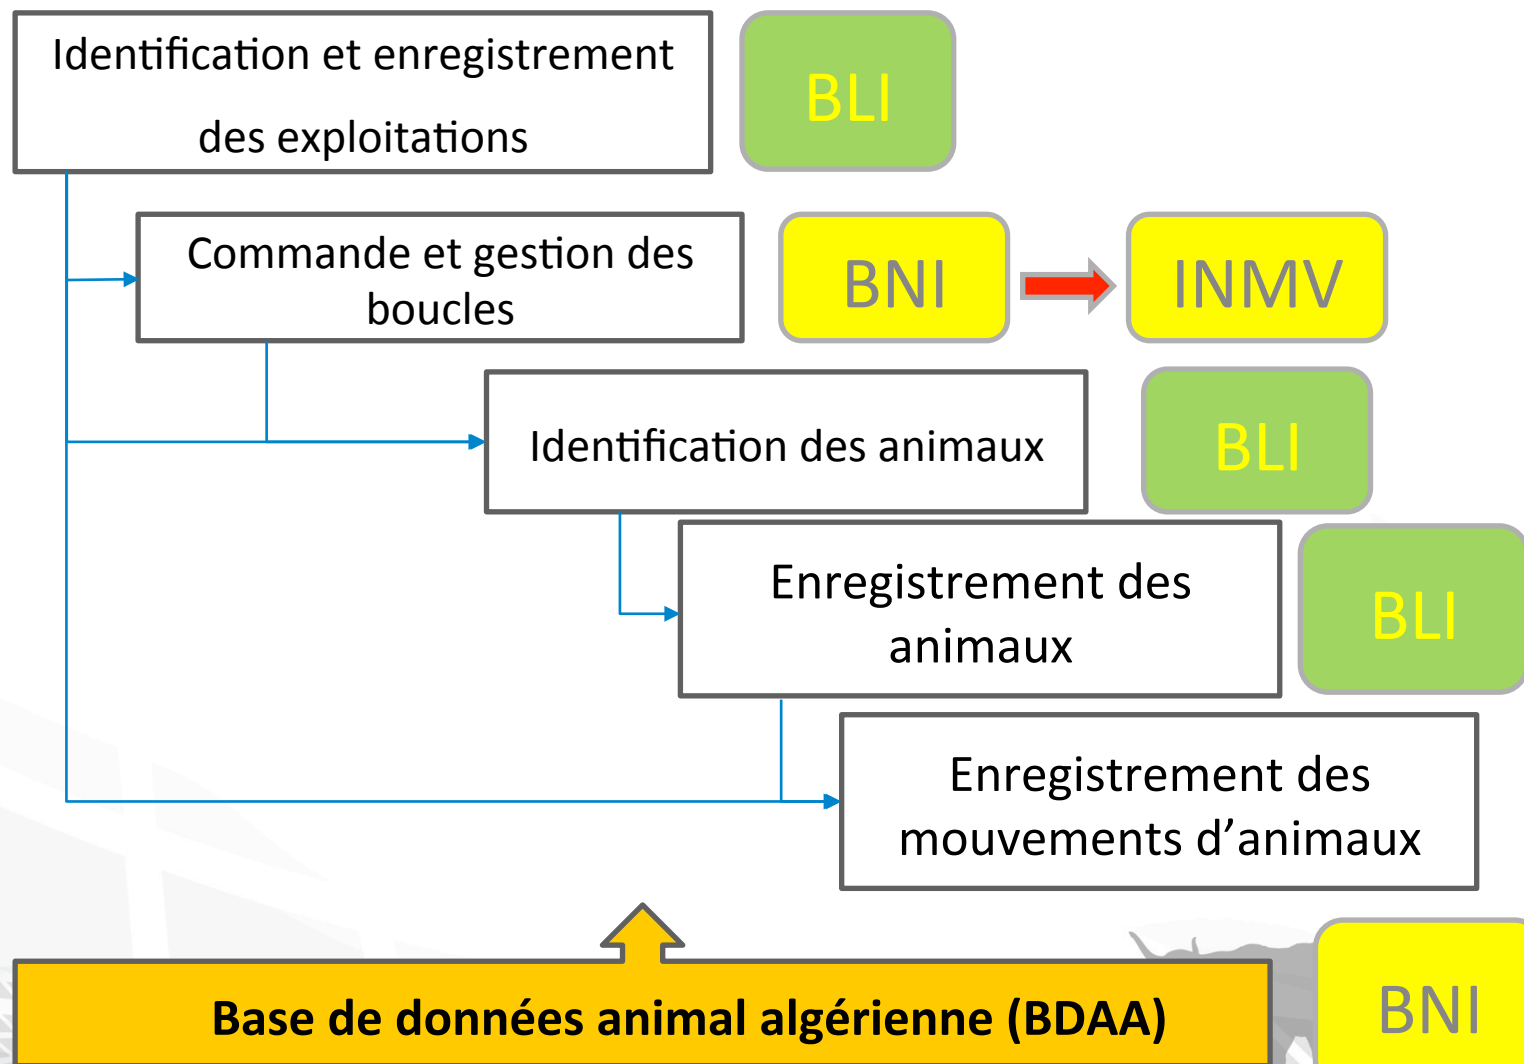 Identification et enregistrement
des exploitations
BLI
Commande et gestion des
boucles
BNI
INMV
Identification des animaux
BLI
Enregistrement des
animaux
BLI
Enregistrement des
mouvements d’animaux
Base de données animal algérienne (BDAA)
BNI